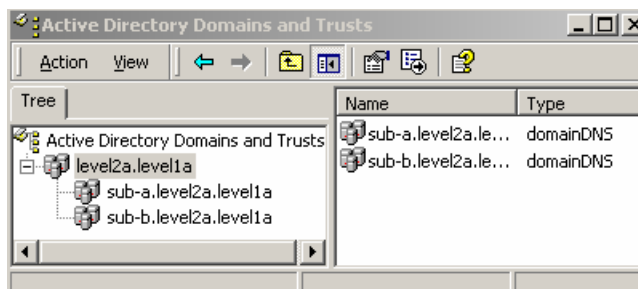 Active Directory Domains and Trusts
Action View
Tree
Name Type
Active Directory Domains and Trusts
level2a.level1a
sub-a.level2a.level1a
sub-b.level2a.level1a
sub-a.level2a.le... domainDNS
sub-b.level2a.le... domainDNS